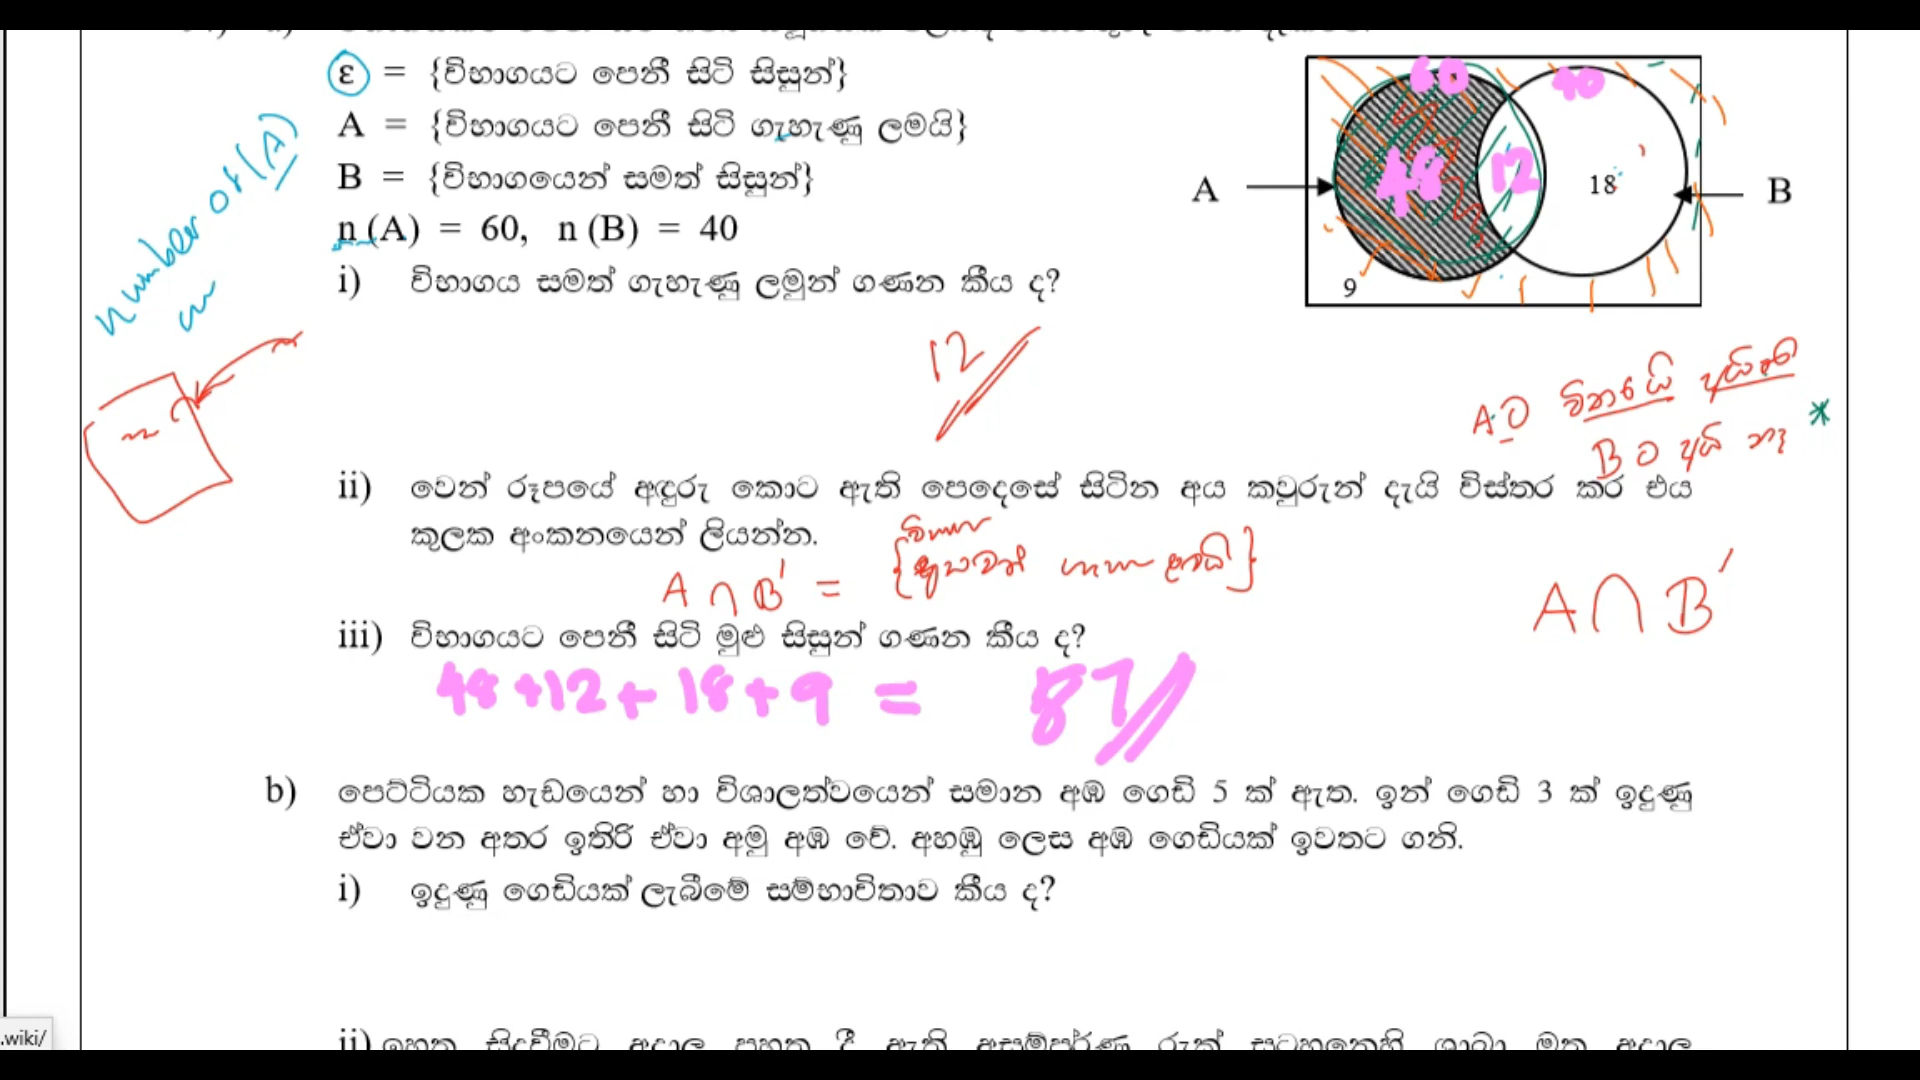 ε = {විභාගයට පෙනී සිටි සිසුන්}
A = {විභාගයට පෙනී සිටි ගැහැණු ළමයි}
B = {විභාගයෙන් සමත් සිසුන්}
n (A) = 60, n (B) = 40
number of (A)
60
40
48
12
18
9
A
B
i) විභාගය සමත් ගැහැණු ළමුන් ගණන කීය ද?
12
A ට විතරයි අයිති
B ට අයිති නෑ *
ii) වෙන් රූපයේ අඳුරු කොට ඇති පෙදෙසේ සිටින අය කවුරුන් දැයි විස්තර කර එය
කුලක අංකනයෙන් ලියන්න.
A ∩ B' =
A ∩ B'
iii) විභාගයට පෙනී සිටි මුළු සිසුන් ගණන කීය ද?
48 + 12 + 18 + 9 = 87
b) පෙට්ටියක හැඩයෙන් හා විශාලත්වයෙන් සමාන අඹ ගෙඩි 5 ක් ඇත. ඉන් ගෙඩි 3 ක් ඉදුණු
ඒවා වන අතර ඉතිරි ඒවා අමු අඹ වේ. අහඹු ලෙස අඹ ගෙඩියක් ඉවතට ගනී.
i) ඉදුණු ගෙඩියක් ලැබීමේ සම්භාවිතාව කීය ද?
.wiki/